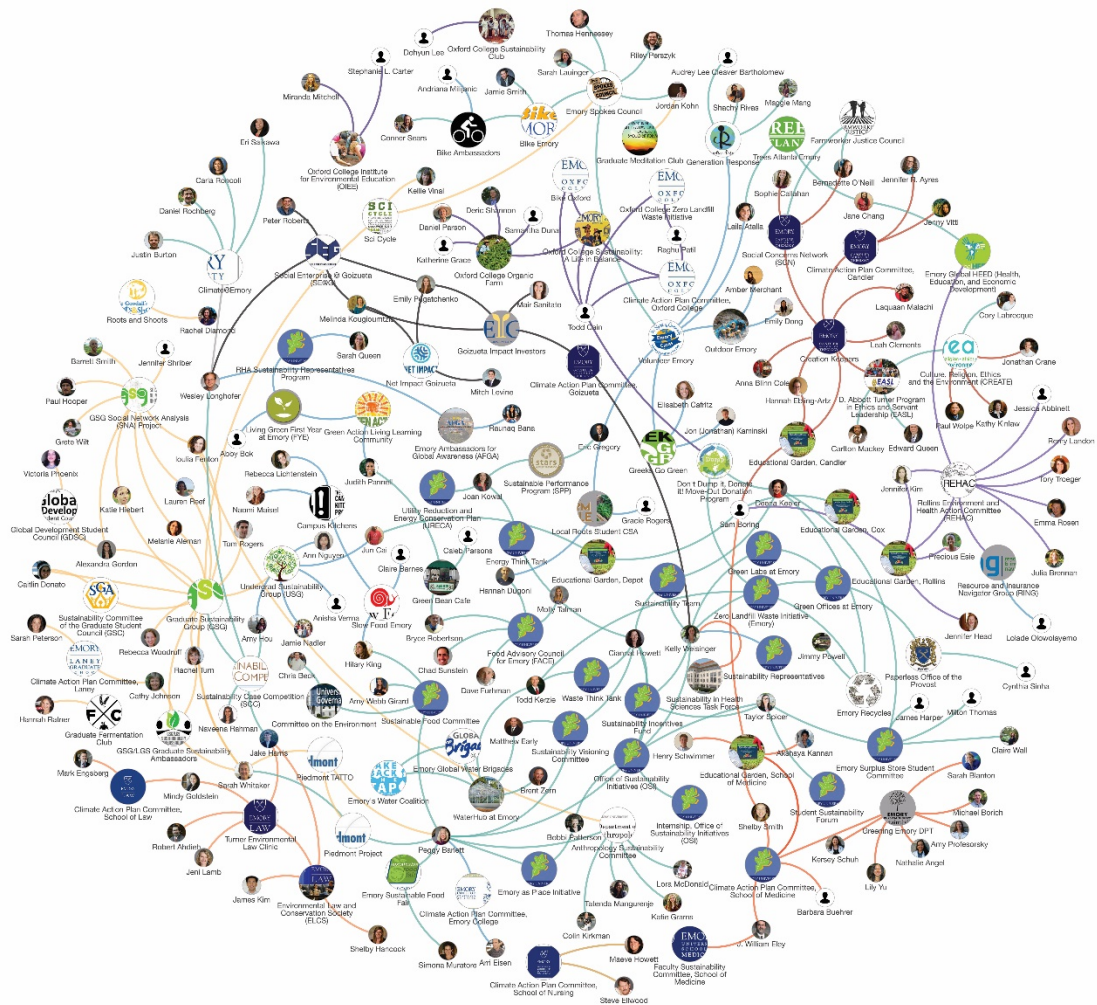 Thomas Hennessey
Dohyun Lee
Oxford College Sustainability
Club
Riley Perszyk
Stephanie L. Carter
Sarah Lauinger
Audrey Lee Cleaver Bartholomew
Miranda Mitchell
Andriana Miljanic
Jamie Smith
Emory Spokes Council
Jordan Kohn
Shachy Rivas
Maggie Mang
Eri Saikawa
Conner Sears
Bike Ambassadors
Bike Emory
Graduate Meditation Club
Generation Response
Trees Atlanta Emory
Farmworker Justice Council
Oxford College Institute
for Environmental Education
(OIEE)
Carla Roncoli
Kellie Vinal
Bike Oxford
Sophie Callahan
Bernadette O'Neill
Jennifer R. Ayres
Daniel Rochberg
Peter Roberts
Sci Cycle
Daniel Parson
Deric Shannon
Samantha Dunal
Oxford College Zero Landfill
Waste Initiative
Laila Atalla
Jane Chang
Jenny Vitti
Justin Burton
Katherine Grace
Oxford College Organic
Farm
Oxford College Sustainability:
A Life in Balance
Raghu Patil
Social Concerns Network
(SCN)
Climate Action Plan Committee,
Candler
Emory Global HEED (Health,
Education, and Economic
Development)
Climate@Emory
Social Enterprise @ Goizueta
Emily Pogatchenko
Mair Sanitato
Climate Action Plan Committee,
Oxford College
Amber Merchant
Laquaan Malachi
Cory Labrecque
Roots and Shoots
Rachel Diamond
Melinda Kougioumtzis
Todd Cain
Emily Dong
Leah Clements
Jennifer Shriber
Goizueta Impact Investors
Volunteer Emory
Outdoor Emory
Creation Keepers
Jonathan Crane
Barrett Smith
Sarah Queen
Culture, Religion, Ethics
and the Environment (CREATE)
RHA Sustainability Representatives
Program
Net Impact Goizueta
Mitch Levine
Climate Action Plan Committee,
Goizueta
Anna Blinn Cole
Hannah Ebling-Artz
D. Abbott Turner Program
in Ethics and Servant
Leadership (EASL)
Jessica Abbinett
Paul Hooper
Wesley Longhofer
Elisabeth Cafritz
Paul Wolpe
Kathy Kinlaw
GSG Social Network Analysis
(SNA) Project
Living Green First Year
at Emory (FYE)
Green Action Living Learning
Community
Raunaq Bana
Jon (Jonathan) Kaminski
Carlton Mackey
Edward Queen
Rorry Landon
Greta Wilt
Ioulia Fenton
Abby Bok
Emory Ambassadors for
Global Awareness (AFGA)
Eric Gregory
Greeks Go Green
Educational Garden, Candler
Victoria Phoenix
Rebecca Lichtenstein
Judith Pannell
Sustainable Performance
Program (SPP)
Don't Dump It, Donate
It! Move-Out Donation
Program
Jennifer Kim
Tory Troeger
Lauren Reef
Joan Kowal
Rollins Environment and
Health Action Committee
(REHAC)
Katie Hiebert
Naomi Maisel
Utility Reduction and
Energy Conservation Plan
(URECA)
Gracie Rogers
Sam Boring
Emma Rosen
Global Development Student
Council (GDSC)
Melanie Aleman
Campus Kitchens
Local Roots Student CSA
Educational Garden, Cox
Tom Rogers
Precious Esie
Alexandra Gordon
Ann Nguyen
Jun Cai
Caleb Parsons
Energy Think Tank
Educational Garden, Depot
Green Labs at Emory
Educational Garden, Rollins
Julia Brennan
Caitlin Donato
Undergrad Sustainability
Group (USG)
Claire Barnes
Hannah Dugoni
Sustainability Team
Green Offices at Emory
Resource and Insurance
Navigator Group (RING)
Sustainability Committee
of the Graduate Student
Council (GSC)
Graduate Sustainability
Group (GSG)
Anisha Verma
Green Bean Cafe
Molly Talman
Zero Landfill Waste Initiative
(Emory)
Jennifer Head
Lolade Olowolayemo
Sarah Peterson
Amy Hou
Jamie Nadler
Slow Food Emory
Bryce Robertson
Ciannat Howett
Kelly Weisinger
Rebecca Woodruff
Hilary King
Food Advisory Council
for Emory (FACE)
Jimmy Powell
Climate Action Plan Committee,
Laney
Rachel Turn
Chris Beck
Chad Sunstein
Sustainability Representatives
Paperless Office of the
Provost
Cynthia Sinha
Cathy Johnson
Sustainability Case Competition
(SCC)
Amy Webb Girard
Dave Furhman
Waste Think Tank
Sustainability in Health
Sciences Task Force
Emory Recycles
Hannah Ratner
Graduate Fermentation
Club
Naveena Rahman
Committee on the Environment
Sustainable Food Committee
Todd Kerzie
Sustainability Incentives
Fund
Taylor Spicer
James Harper
Milton Thomas
GSG/LGS Graduate Sustainability
Ambassadors
Jake Harris
Matthew Early
Sustainability Visioning
Committee
Henry Schwimmer
Akanaya Kannan
Claire Wall
Mark Engsberg
Piedmont TATTO
Emory Global Water Brigades
Office of Sustainability
Initiatives (OSI)
Educational Garden, School of
Medicine
Emory Surplus Store Student
Committee
Sarah Blanton
Mindy Goldstein
Sarah Whitaker
Emory's Water Coalition
Brent Zern
Climate Action Plan Committee,
School of Law
WaterHub at Emory
Student Sustainability
Forum
Michael Borich
Turner Environmental
Law Clinic
Piedmont Project
Bobbi Patterson
Internship, Office of
Sustainability Initiatives
(OSI)
Shelby Smith
Greening Emory DPT
Amy Profesorsky
Robert Ahdieh
Peggy Barlett
Anthropology Sustainability
Committee
Kersey Schuh
Nathalie Angel
Jeni Lamb
Lora McDonald
Climate Action Plan Committee,
School of Medicine
Lily Yu
James Kim
Environmental Law and
Conservation Society
(ELCS)
Emory Sustainable Food
Fair
Emory as Place Initiative
Tatenda Mangurenje
Katie Grams
Barbara Buehrer
Climate Action Plan Committee,
Emory College
Colin Kirkman
Shelby Hancock
J. William Eley
Simona Muratore
Arri Eisen
Maeve Howett
Faculty Sustainability
Committee, School of
Medicine
Climate Action Plan Committee,
School of Nursing
Steve Ellwood